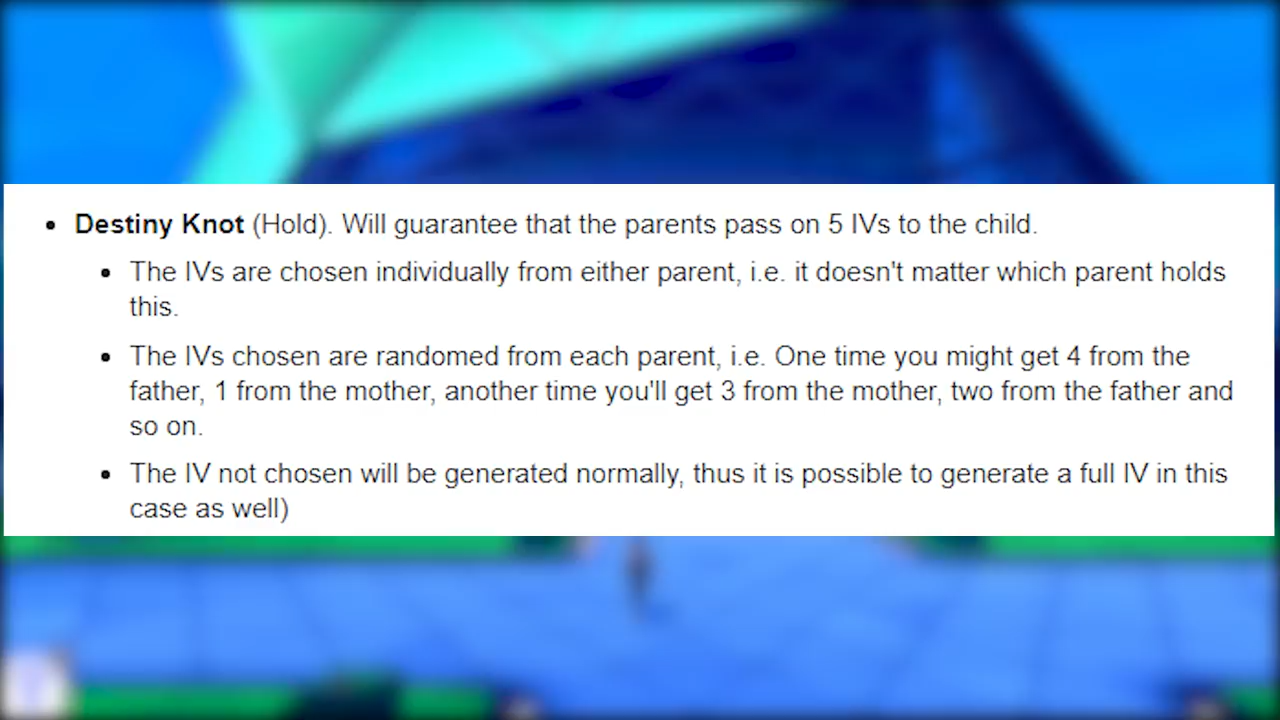 Destiny Knot (Hold). Will guarantee that the parents pass on 5 IVs to the child.
The IVs are chosen individually from either parent, i.e. it doesn't matter which parent holds
this.
The IVs chosen are randomed from each parent, i.e. One time you might get 4 from the
father, 1 from the mother, another time you'll get 3 from the mother, two from the father and
so on.
The IV not chosen will be generated normally, thus it is possible to generate a full IV in this
case as well)